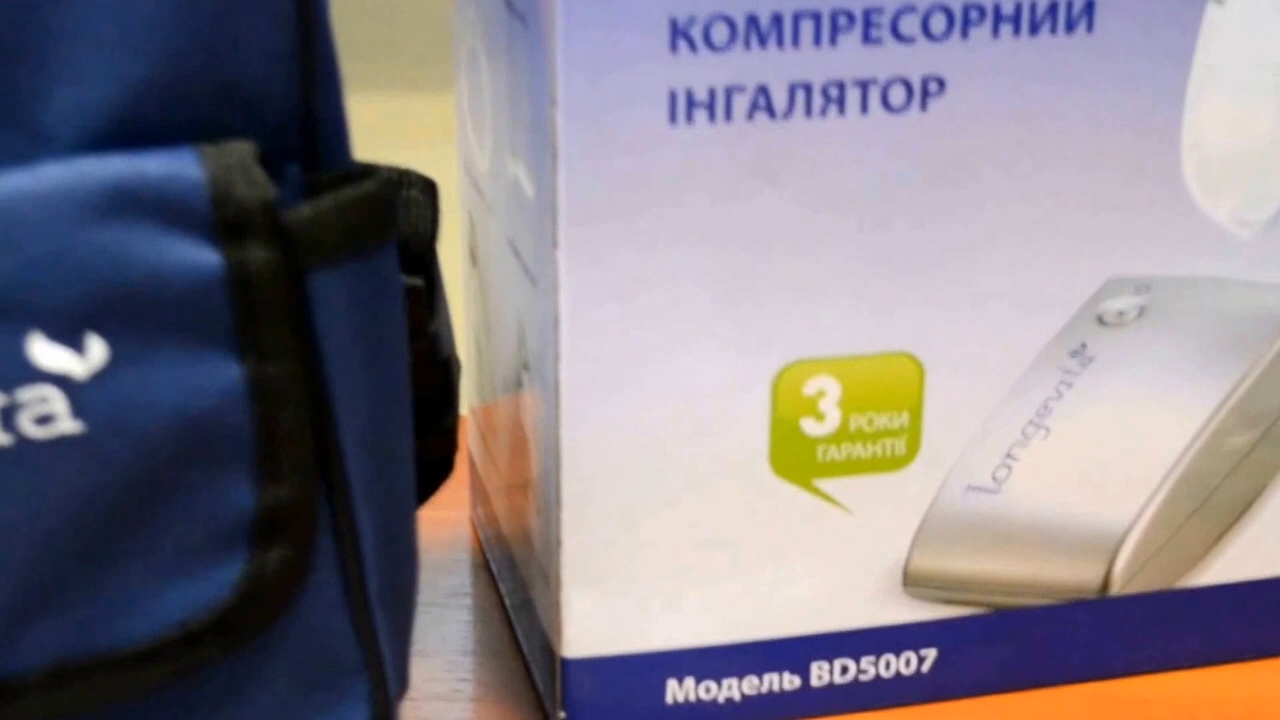 КОМПРЕСОРНИЙ
ІНГАЛЯТОР
3 РОКИ
ГАРАНТІЇ
Longevita
Модель BD5007